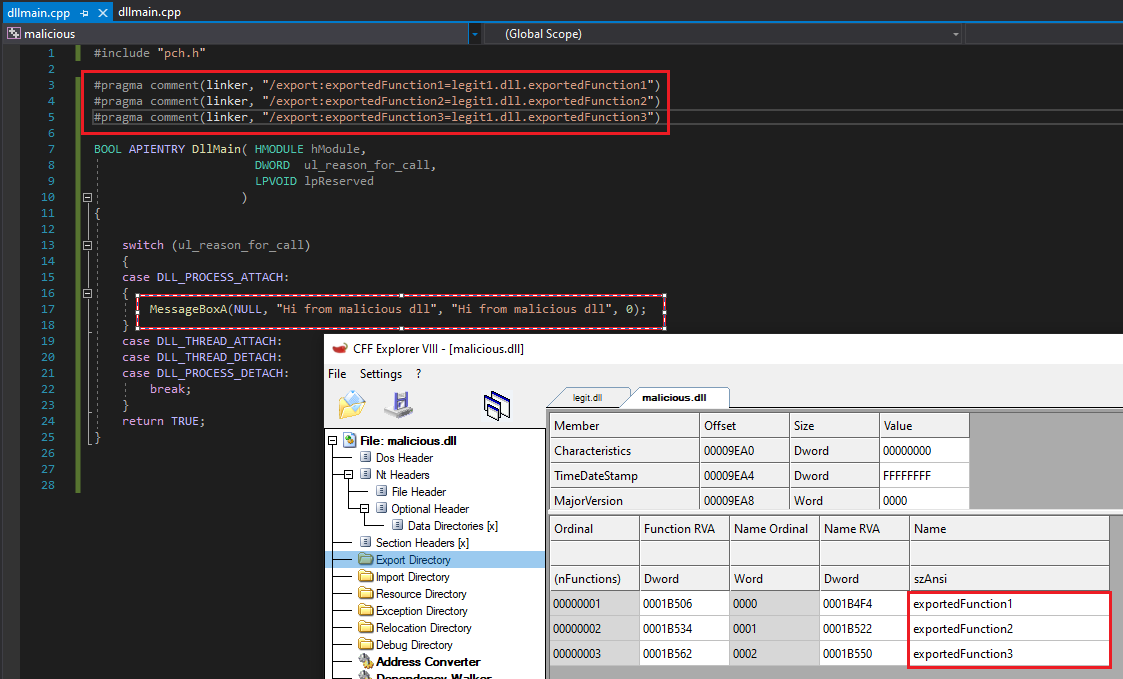 dllmain.cpp
dllmain.cpp
malicious
(Global Scope)
1 #include "pch.h"
2
3 #pragma comment(linker, "/export:exportedFunction1=legit1.dll.exportedFunction1")
4 #pragma comment(linker, "/export:exportedFunction2=legit1.dll.exportedFunction2")
5 #pragma comment(linker, "/export:exportedFunction3=legit1.dll.exportedFunction3")
6
7 BOOL APIENTRY DllMain( HMODULE hModule,
8 DWORD ul_reason_for_call,
9 LPVOID lpReserved
10 )
11 {
12
13 switch (ul_reason_for_call)
14 {
15 case DLL_PROCESS_ATTACH:
16 {
17 MessageBoxA(NULL, "Hi from malicious dll", "Hi from malicious dll", 0);
18 }
19 case DLL_THREAD_ATTACH:
20 case DLL_THREAD_DETACH:
21 case DLL_PROCESS_DETACH:
22 break;
23 }
24 return TRUE;
25 }
26
27
28
CFF Explorer VIII - [malicious.dll]
File Settings ?
legit.dll malicious.dll
File: malicious.dll
Dos Header
Nt Headers
File Header
Optional Header
Data Directories [x]
Section Headers [x]
Export Directory
Import Directory
Resource Directory
Exception Directory
Relocation Directory
Debug Directory
Address Converter
Dependency Walker
Member Offset Size Value
Characteristics 00009EA0 Dword 00000000
TimeDateStamp 00009EA4 Dword FFFFFFFF
MajorVersion 00009EA8 Word 0000
Ordinal Function RVA Name Ordinal Name RVA Name
(nFunctions) Dword Word Dword szAnsi
00000001 0001B506 0000 0001B4F4 exportedFunction1
00000002 0001B534 0001 0001B522 exportedFunction2
00000003 0001B562 0002 0001B550 exportedFunction3